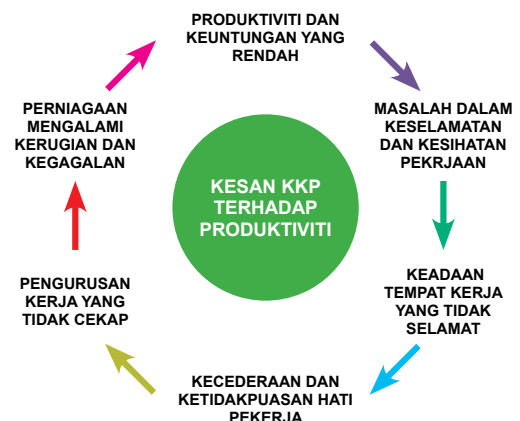 PRODUKTIVITI DAN
KEUNTUNGAN YANG
RENDAH
MASALAH DALAM
KESELAMATAN
DAN KESIHATAN
PEKRJAAN
KEADAAN
TEMPAT KERJA
YANG TIDAK
SELAMAT
KECEDERAAN DAN
KETIDAKPUASAN HATI
PEKERJA
PENGURUSAN
KERJA YANG
TIDAK CEKAP
PERNIAGAAN
MENGALAMI
KERUGIAN DAN
KEGAGALAN
KESAN KKP
TERHADAP
PRODUKTIVITI